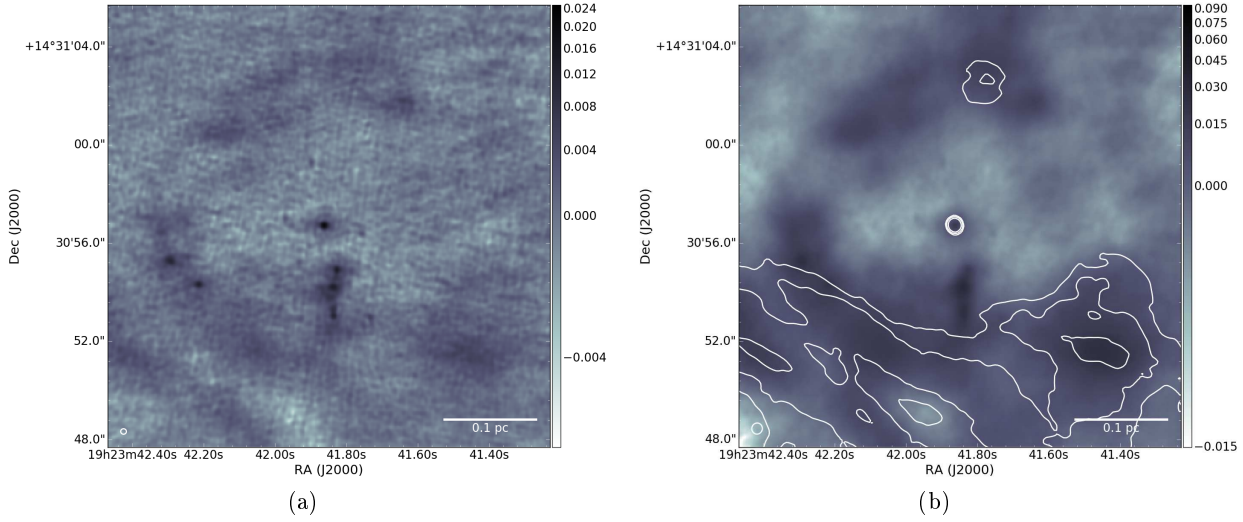 0.024
0.020
0.016
0.012
0.008
0.004
0.000
−0.004
+14°31'04.0"
00.0"
30'56.0"
52.0"
48.0"
Dec (J2000)
0.1 pc
19h23m42.40s 42.20s 42.00s 41.80s 41.60s 41.40s
RA (J2000)
(a)
0.090
0.075
0.060
0.045
0.030
0.015
0.000
−0.015
+14°31'04.0"
00.0"
30'56.0"
52.0"
48.0"
Dec (J2000)
0.1 pc
19h23m42.40s 42.20s 42.00s 41.80s 41.60s 41.40s
RA (J2000)
(b)